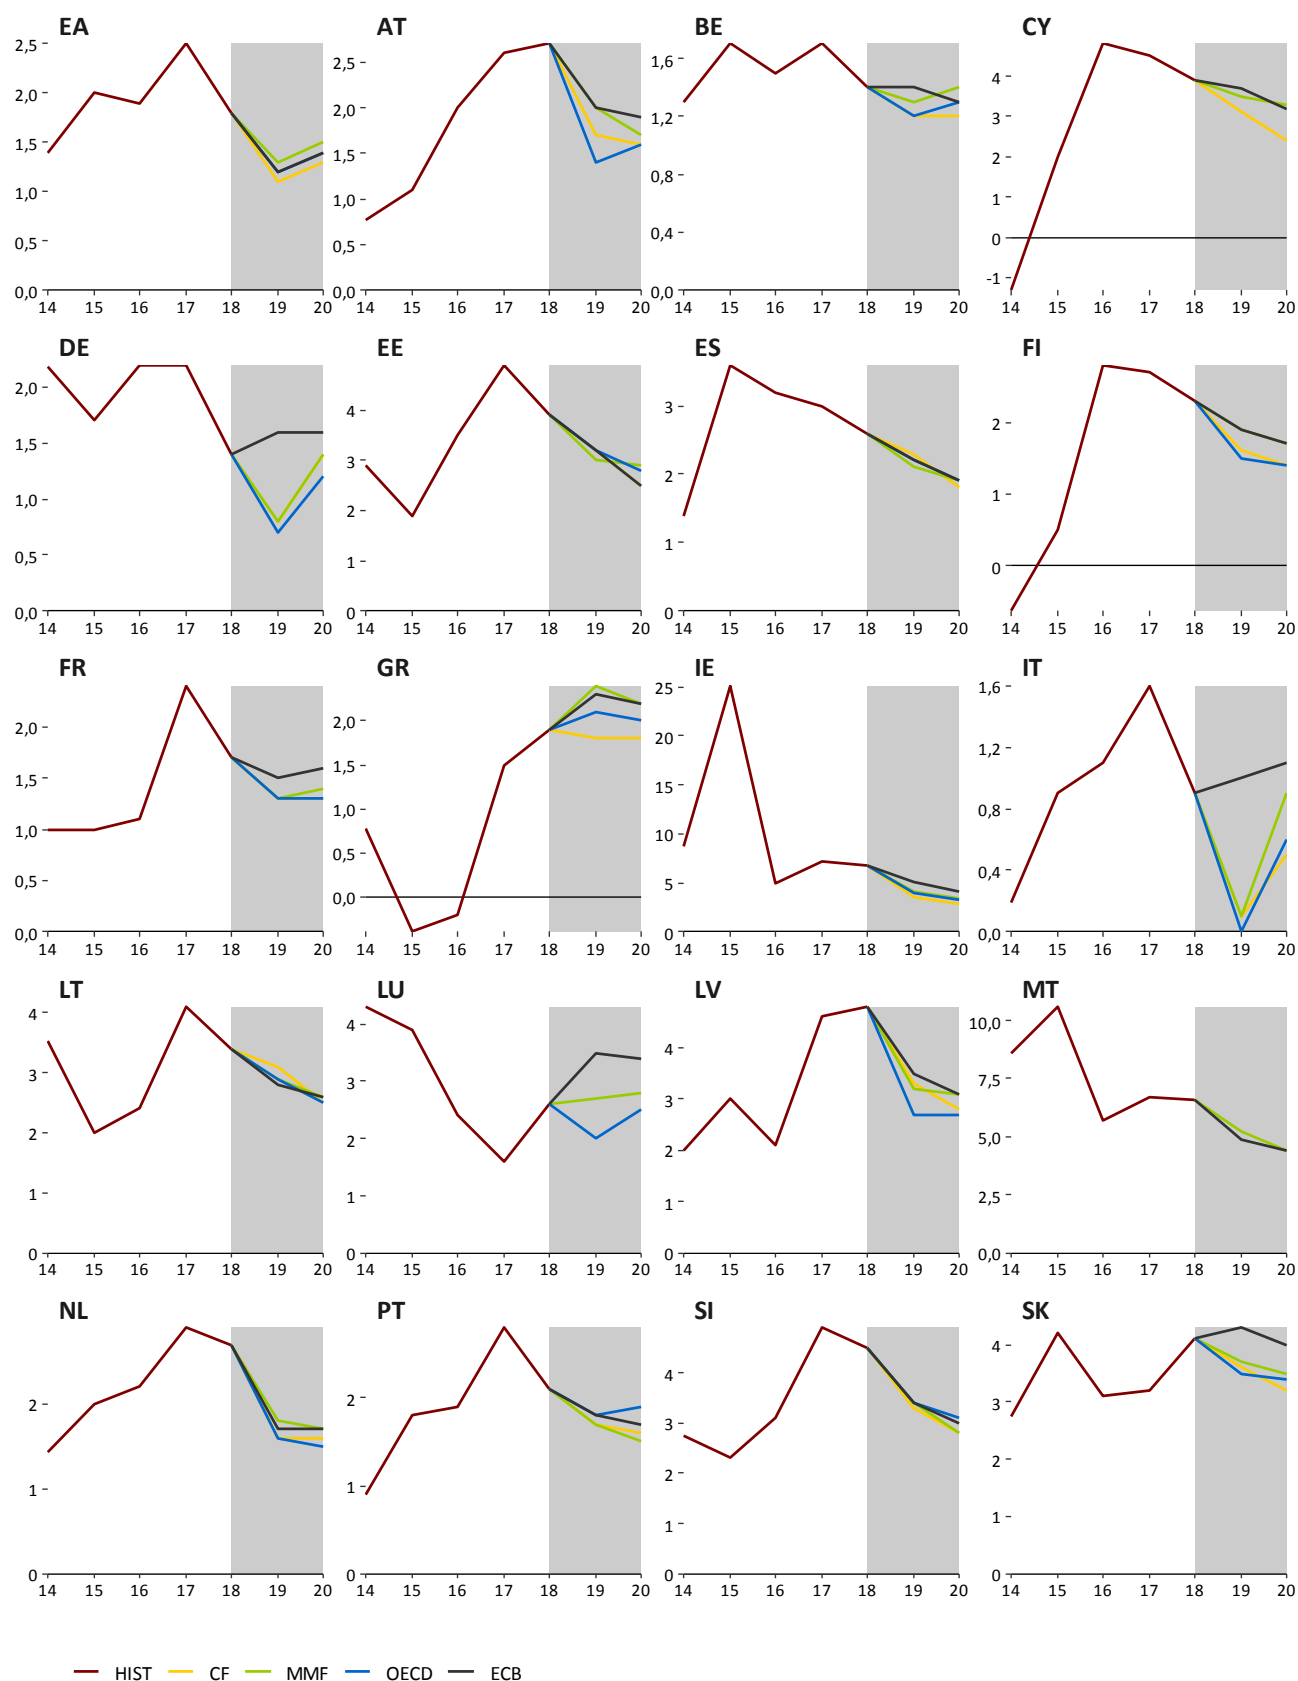 EA AT BE CY
2,5 2,0 1,5 1,0 0,5 0,0
2,5 2,0 1,5 1,0 0,5 0,0
1,6 1,2 0,8 0,4 0,0
4 3 2 1 0 -1
14 15 16 17 18 19 20 14 15 16 17 18 19 20 14 15 16 17 18 19 20 14 15 16 17 18 19 20
DE EE ES FI
2,0 1,5 1,0 0,5 0,0
4 3 2 1 0
3 2 1 0
2 1 0
14 15 16 17 18 19 20 14 15 16 17 18 19 20 14 15 16 17 18 19 20 14 15 16 17 18 19 20
FR GR IE IT
2,0 1,5 1,0 0,5 0,0
2,0 1,5 1,0 0,5 0,0
25 20 15 10 5 0
1,6 1,2 0,8 0,4 0,0
14 15 16 17 18 19 20 14 15 16 17 18 19 20 14 15 16 17 18 19 20 14 15 16 17 18 19 20
LT LU LV MT
4 3 2 1 0
4 3 2 1 0
4 3 2 1 0
10,0 7,5 5,0 2,5 0,0
14 15 16 17 18 19 20 14 15 16 17 18 19 20 14 15 16 17 18 19 20 14 15 16 17 18 19 20
NL PT SI SK
2 1 0
2 1 0
4 3 2 1 0
4 3 2 1 0
14 15 16 17 18 19 20 14 15 16 17 18 19 20 14 15 16 17 18 19 20 14 15 16 17 18 19 20
HIST CF MMF OECD ECB